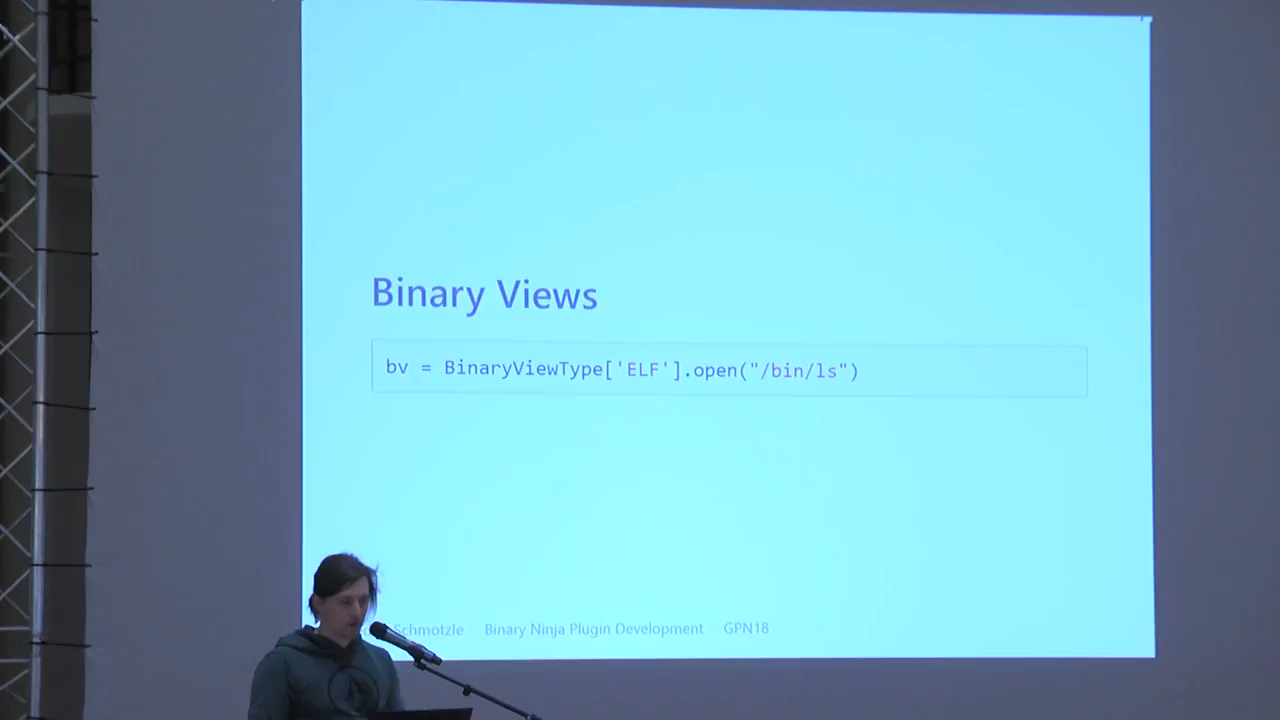 Binary Views
bv = BinaryViewType['ELF'].open("/bin/ls")
Schmotzle Binary Ninja Plugin Development GPN18